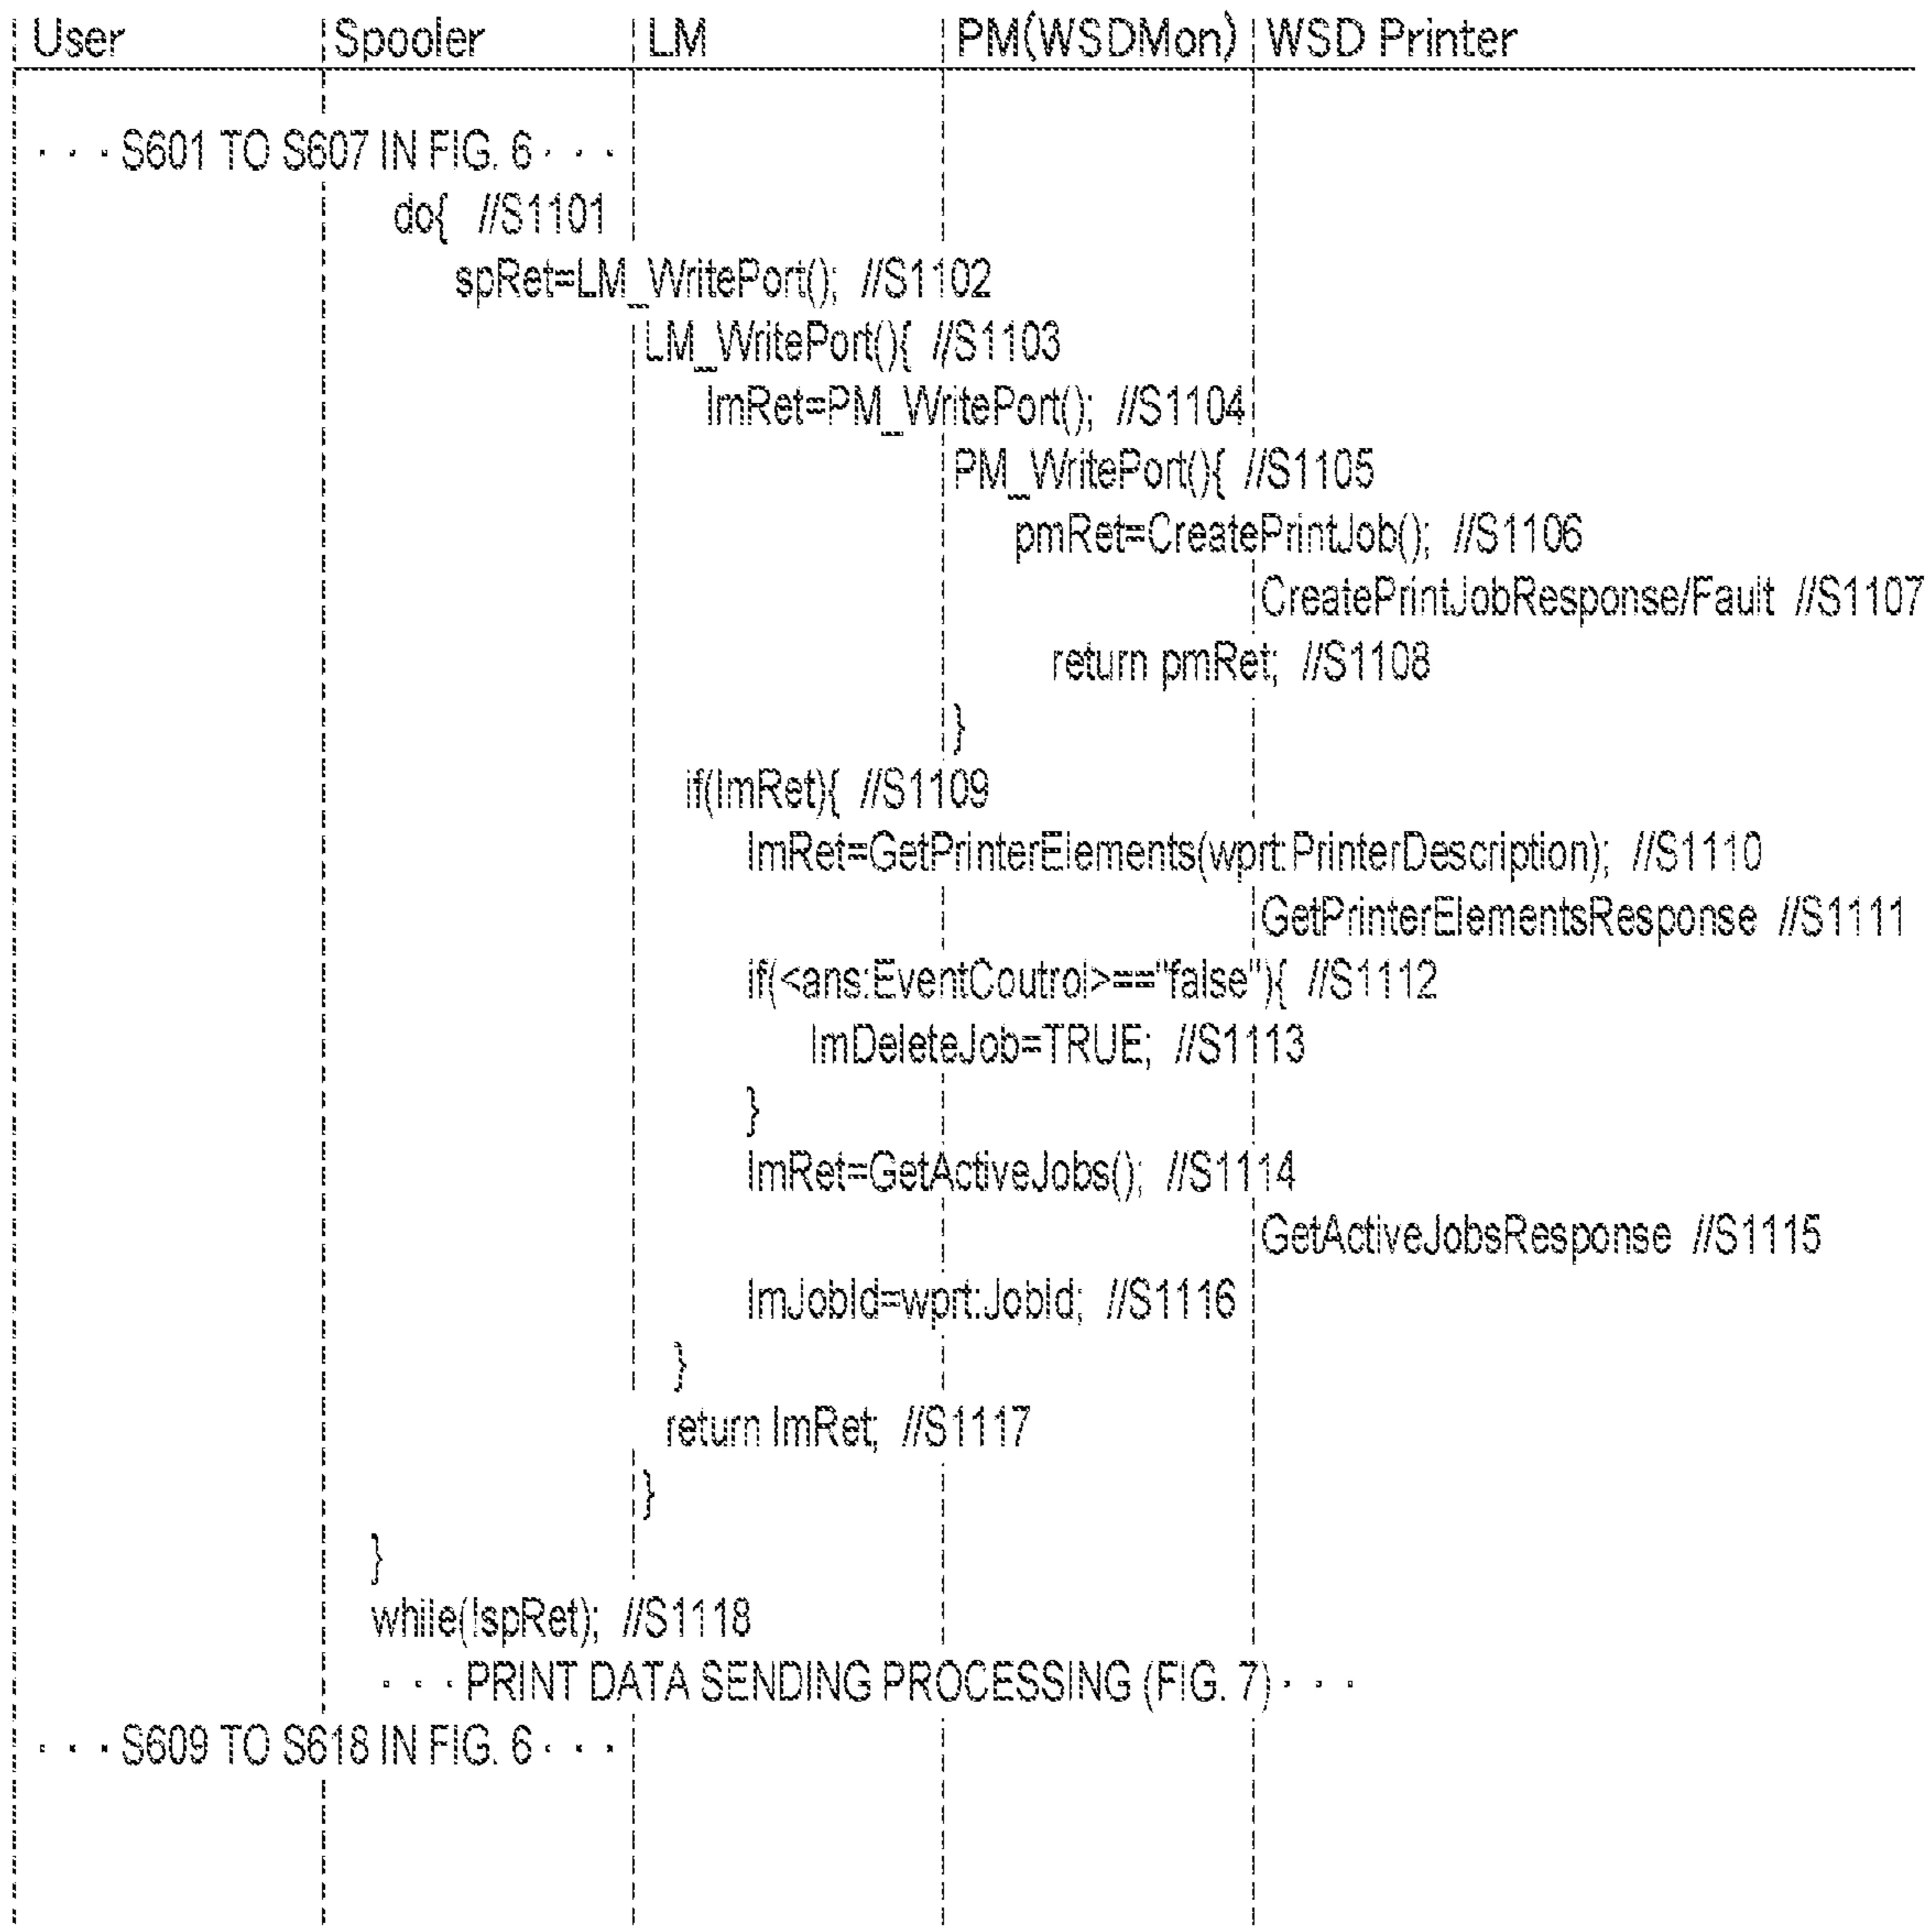 User Spooler LM PM(WSDMon) WSD Printer
· · · S601 TO S607 IN FIG. 6 · · ·
do{ //S1101
spRet=LM_WritePort(); //S1102
LM_WritePort(){ //S1103
lmRet=PM_WritePort(); //S1104
PM_WritePort(){ //S1105
pmRet=CreatePrintJob(); //S1106
CreatePrintJobResponse/Fault //S1107
return pmRet; //S1108
}
if(lmRet){ //S1109
lmRet=GetPrinterElements(wprt:PrinterDescription); //S1110
GetPrinterElementsResponse //S1111
if(<ans:EventCoutrol>=="false"){ //S1112
lmDeleteJob=TRUE; //S1113
}
lmRet=GetActiveJobs(); //S1114
GetActiveJobsResponse //S1115
lmJobId=wprt:JobId; //S1116
}
return lmRet; //S1117
}
}
while(!spRet); //S1118
· · · PRINT DATA SENDING PROCESSING (FIG. 7) · · ·
· · · S609 TO S618 IN FIG. 6 · · ·